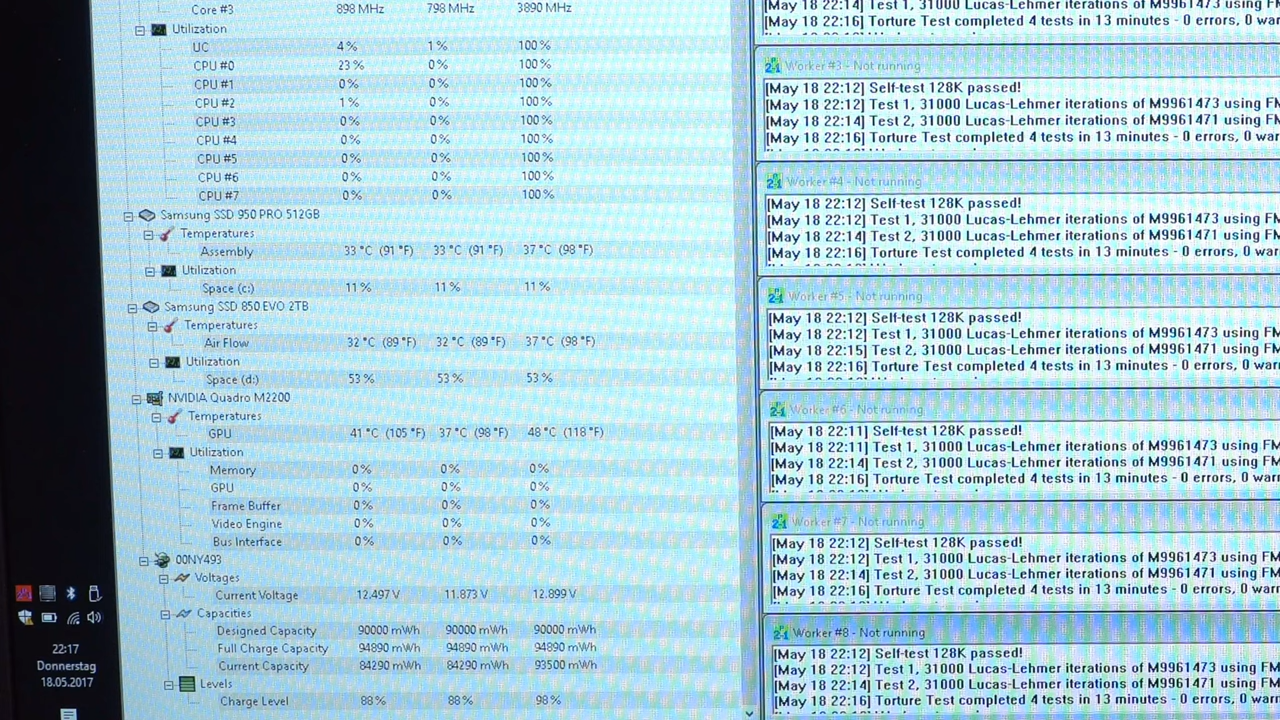 Core #3 898 MHz 798 MHz 3890 MHz
Utilization
UC 4 % 1 % 100 %
CPU #0 23 % 0 % 100 %
CPU #1 0 % 0 % 100 %
CPU #2 1 % 0 % 100 %
CPU #3 0 % 0 % 100 %
CPU #4 0 % 0 % 100 %
CPU #5 0 % 0 % 100 %
CPU #6 0 % 0 % 100 %
CPU #7 0 % 0 % 100 %
Samsung SSD 950 PRO 512GB
Temperatures
Assembly 33 °C (91 °F) 33 °C (91 °F) 37 °C (98 °F)
Utilization
Space (c:) 11 % 11 % 11 %
Samsung SSD 850 EVO 2TB
Temperatures
Air Flow 32 °C (89 °F) 32 °C (89 °F) 37 °C (98 °F)
Utilization
Space (d:) 53 % 53 % 53 %
NVIDIA Quadro M2200
Temperatures
GPU 41 °C (105 °F) 37 °C (98 °F) 48 °C (118 °F)
Utilization
Memory 0 % 0 % 0 %
GPU 0 % 0 % 0 %
Frame Buffer 0 % 0 % 0 %
Video Engine 0 % 0 % 0 %
Bus Interface 0 % 0 % 0 %
00NY493
Voltages
Current Voltage 12.497 V 11.873 V 12.899 V
Capacities
Designed Capacity 90000 mWh 90000 mWh 90000 mWh
Full Charge Capacity 94890 mWh 94890 mWh 94890 mWh
Current Capacity 84290 mWh 84290 mWh 93500 mWh
Levels
Charge Level 88 % 88 % 98 %
22:17
Donnerstag
18.05.2017
[May 18 22:14] Test 1, 31000 Lucas-Lehmer iterations of M9961473 using
[May 18 22:16] Torture Test completed 4 tests in 13 minutes - 0 errors, 0
Worker #3 - Not running
[May 18 22:12] Self-test 128K passed!
[May 18 22:12] Test 1, 31000 Lucas-Lehmer iterations of M9961473 using
[May 18 22:14] Test 2, 31000 Lucas-Lehmer iterations of M9961471 using
[May 18 22:16] Torture Test completed 4 tests in 13 minutes - 0 errors, 0
Worker #4 - Not running
[May 18 22:12] Self-test 128K passed!
[May 18 22:12] Test 1, 31000 Lucas-Lehmer iterations of M9961473 using
[May 18 22:14] Test 2, 31000 Lucas-Lehmer iterations of M9961471 using
[May 18 22:16] Torture Test completed 4 tests in 13 minutes - 0 errors, 0
Worker #5 - Not running
[May 18 22:12] Self-test 128K passed!
[May 18 22:12] Test 1, 31000 Lucas-Lehmer iterations of M9961473 using
[May 18 22:15] Test 2, 31000 Lucas-Lehmer iterations of M9961471 using
[May 18 22:16] Torture Test completed 4 tests in 13 minutes - 0 errors, 0
Worker #6 - Not running
[May 18 22:11] Self-test 128K passed!
[May 18 22:11] Test 1, 31000 Lucas-Lehmer iterations of M9961473 using
[May 18 22:14] Test 2, 31000 Lucas-Lehmer iterations of M9961471 using
[May 18 22:16] Torture Test completed 4 tests in 13 minutes - 0 errors, 0
Worker #7 - Not running
[May 18 22:12] Self-test 128K passed!
[May 18 22:12] Test 1, 31000 Lucas-Lehmer iterations of M9961473 using
[May 18 22:14] Test 2, 31000 Lucas-Lehmer iterations of M9961471 using
[May 18 22:16] Torture Test completed 4 tests in 13 minutes - 0 errors, 0
Worker #8 - Not running
[May 18 22:12] Self-test 128K passed!
[May 18 22:12] Test 1, 31000 Lucas-Lehmer iterations of M9961473 using
[May 18 22:14] Test 2, 31000 Lucas-Lehmer iterations of M9961471 using
[May 18 22:16] Torture Test completed 4 tests in 13 minutes - 0 errors, 0